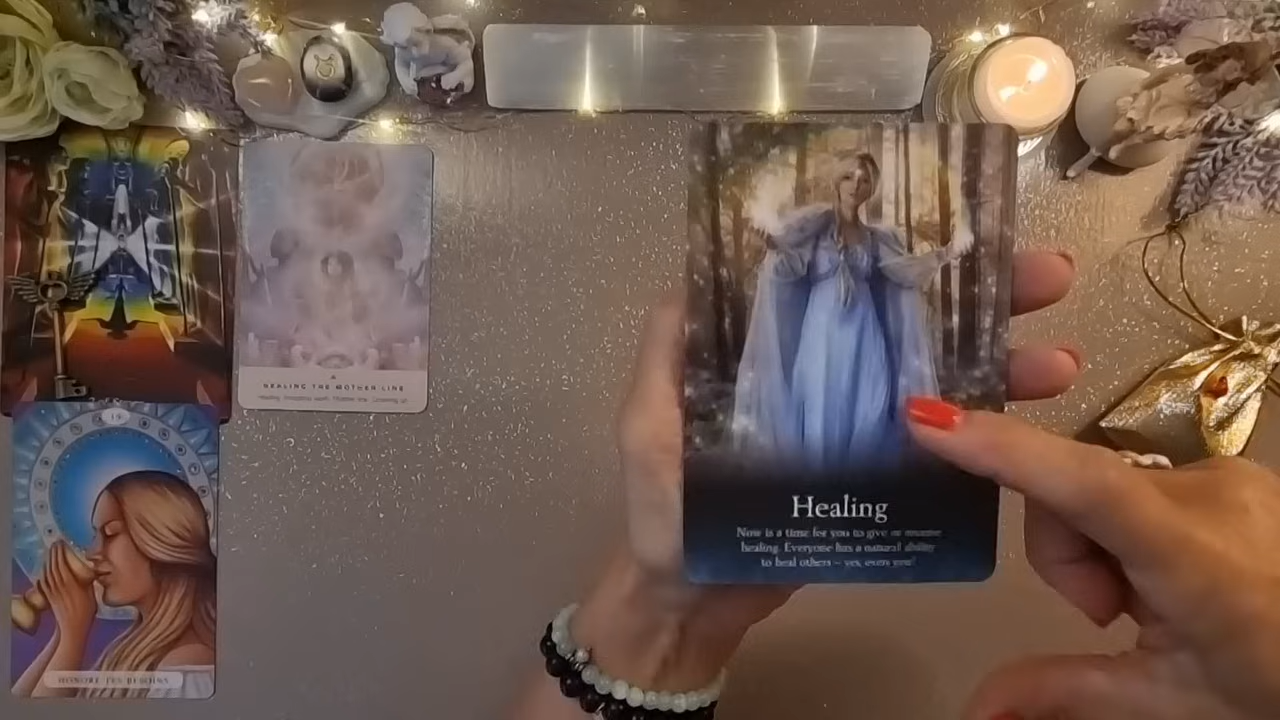 HEALING THE MOTHER LINE
19
Healing
Now is a time for you to give or receive
healing. Everyone has a natural ability
to heal others – yes, even you!